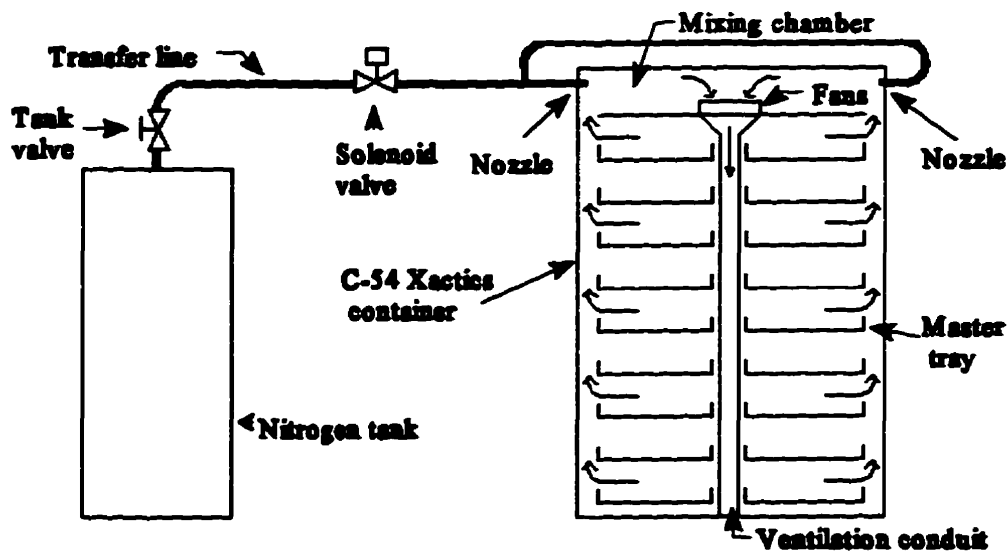 Mixing chamber
Transfer line
Fans
Tank
valve
Solenoid
valve
Nozzle
Nozzle
C-54 Xactics
container
Master
tray
Nitrogen tank
Ventilation conduit